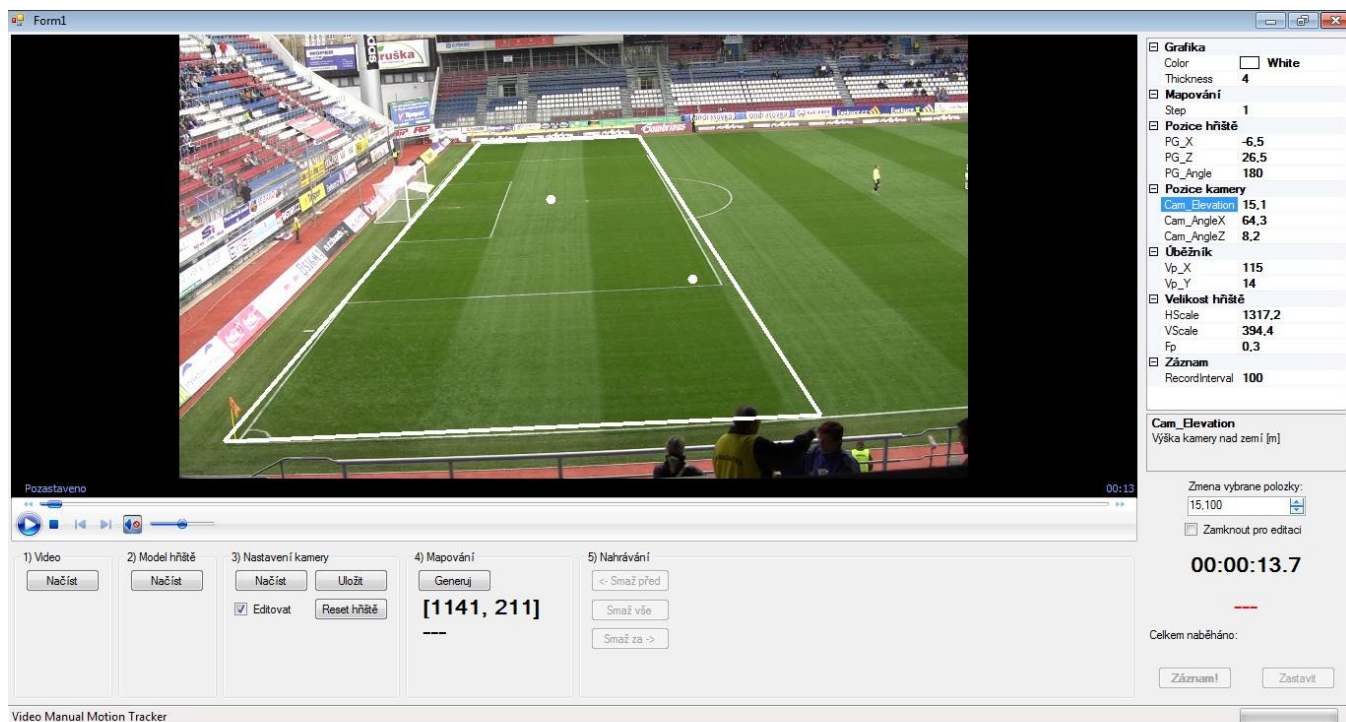 Form1
MOPED
růška
Gambrinus
ondrasovka
Pozastaveno
00:13
Grafika
Color White
Thickness 4
Mapování
Step 1
Pozice hřiště
PG_X -6,5
PG_Z 26,5
PG_Angle 180
Pozice kamery
Cam_Elevation 15,1
Cam_AngleX 64,3
Cam_AngleZ 8,2
Úběžník
Vp_X 115
Vp_Y 14
Velikost hřiště
HScale 1317,2
VScale 394,4
Fp 0,3
Záznam
RecordInterval 100
Cam_Elevation
Výška kamery nad zemí [m]
Zmena vybrane polozky:
15,100
Zamknout pro editaci
00:00:13.7
---
Celkem naběháno:
Záznam!
Zastavit
1) Video
Načíst
2) Model hřiště
Načíst
3) Nastavení kamery
Načíst
Uložit
Editovat
Reset hřiště
4) Mapování
Generuj
[1141, 211]
---
5) Nahrávání
<- Smaž před
Smaž vše
Smaž za ->
Video Manual Motion Tracker